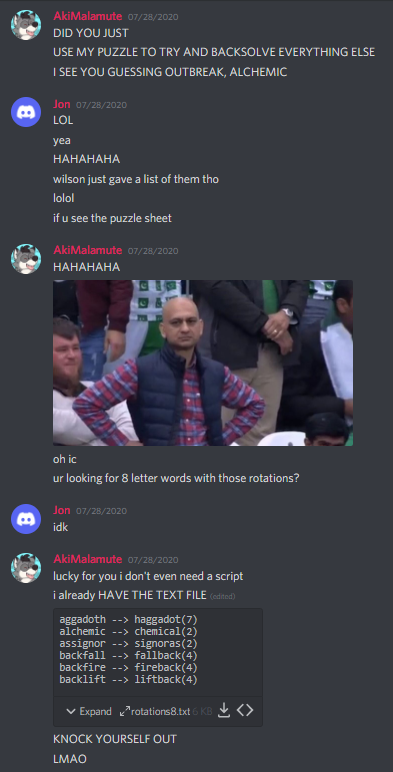 AkiMalamute 07/28/2020
DID YOU JUST
USE MY PUZZLE TO TRY AND BACKSOLVE EVERYTHING ELSE
I SEE YOU GUESSING OUTBREAK, ALCHEMIC
Jon 07/28/2020
LOL
yea
HAHAHAHA
wilson just gave a list of them tho
lolol
if u see the puzzle sheet
AkiMalamute 07/28/2020
HAHAHAHA
oh ic
ur looking for 8 letter words with those rotations?
Jon 07/28/2020
idk
AkiMalamute 07/28/2020
lucky for you i don't even need a script
i already HAVE THE TEXT FILE (edited)
aggadoth --> haggadot(7)
alchemic --> chemical(2)
assignor --> signoras(2)
backfall --> fallback(4)
backfire --> fireback(4)
backlift --> liftback(4)
Expand rotations8.txt 6 KB
KNOCK YOURSELF OUT
LMAO